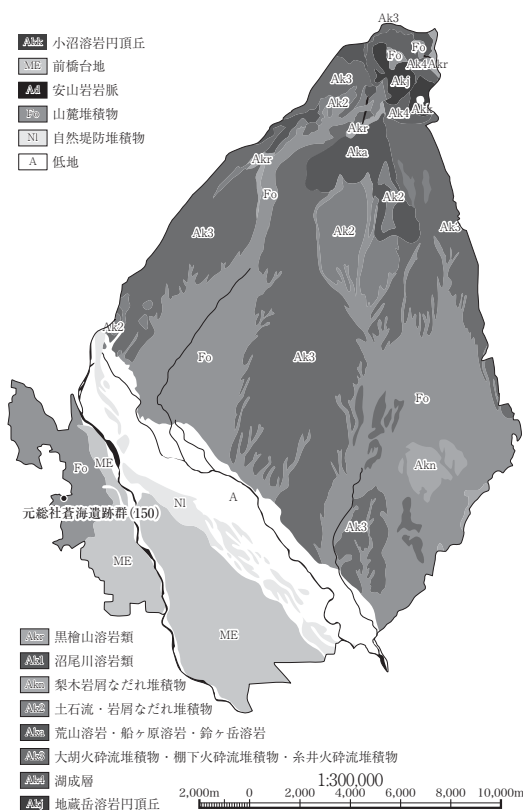 Ak3
Akk 小沼溶岩円頂丘
ME 前橋台地
Ad 安山岩岩脈
Fo 山麓堆積物
Nl 自然堤防堆積物
A 低地
Fo
Fo
Ak4
Akr
Ak3
Akj
Ak2
Ak4
Akk
Akr
Aka
Akr
Fo
Ak2
Ak2
Ak3
Ak3
Ak2
Fo
Ak3
Fo
Fo
ME
Akn
Nl
A
元総社蒼海遺跡群(150)
Ak3
ME
ME
Akr 黒檜山溶岩類
Ak1 沼尾川溶岩類
Akn 梨木岩屑なだれ堆積物
Ak2 土石流・岩屑なだれ堆積物
Aka 荒山溶岩・船ヶ原溶岩・鈴ヶ岳溶岩
Ak3 大胡火砕流堆積物・棚下火砕流堆積物・糸井火砕流堆積物
Ak4 湖成層
Akj 地蔵岳溶岩円頂丘
1:300,000
2,000m 0 2,000 4,000 6,000 8,000 10,000m